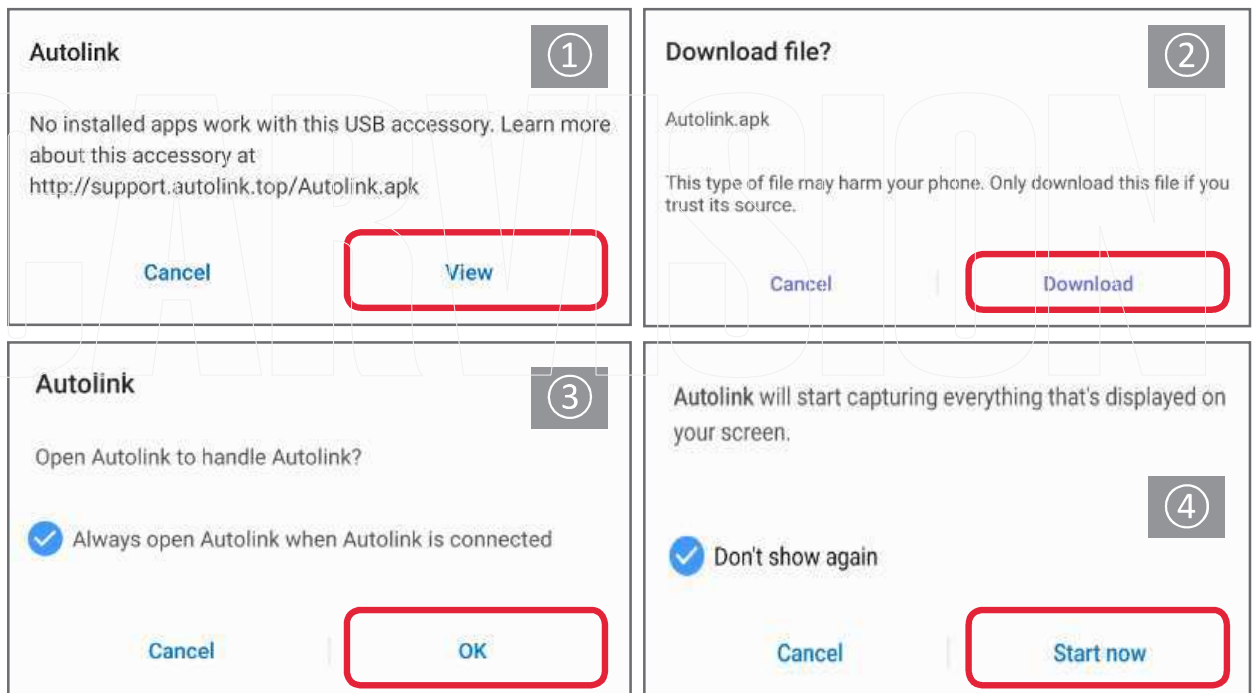 Autolink
①
No installed apps work with this USB accessory. Learn more
about this accessory at
http://support.autolink.top/Autolink.apk
Cancel
View
Download file?
②
Autolink.apk
This type of file may harm your phone. Only download this file if you
trust its source.
Cancel
Download
Autolink
③
Open Autolink to handle Autolink?
Always open Autolink when Autolink is connected
Cancel
OK
Autolink will start capturing everything that's displayed on
your screen.
④
Don't show again
Cancel
Start now
CARVISION